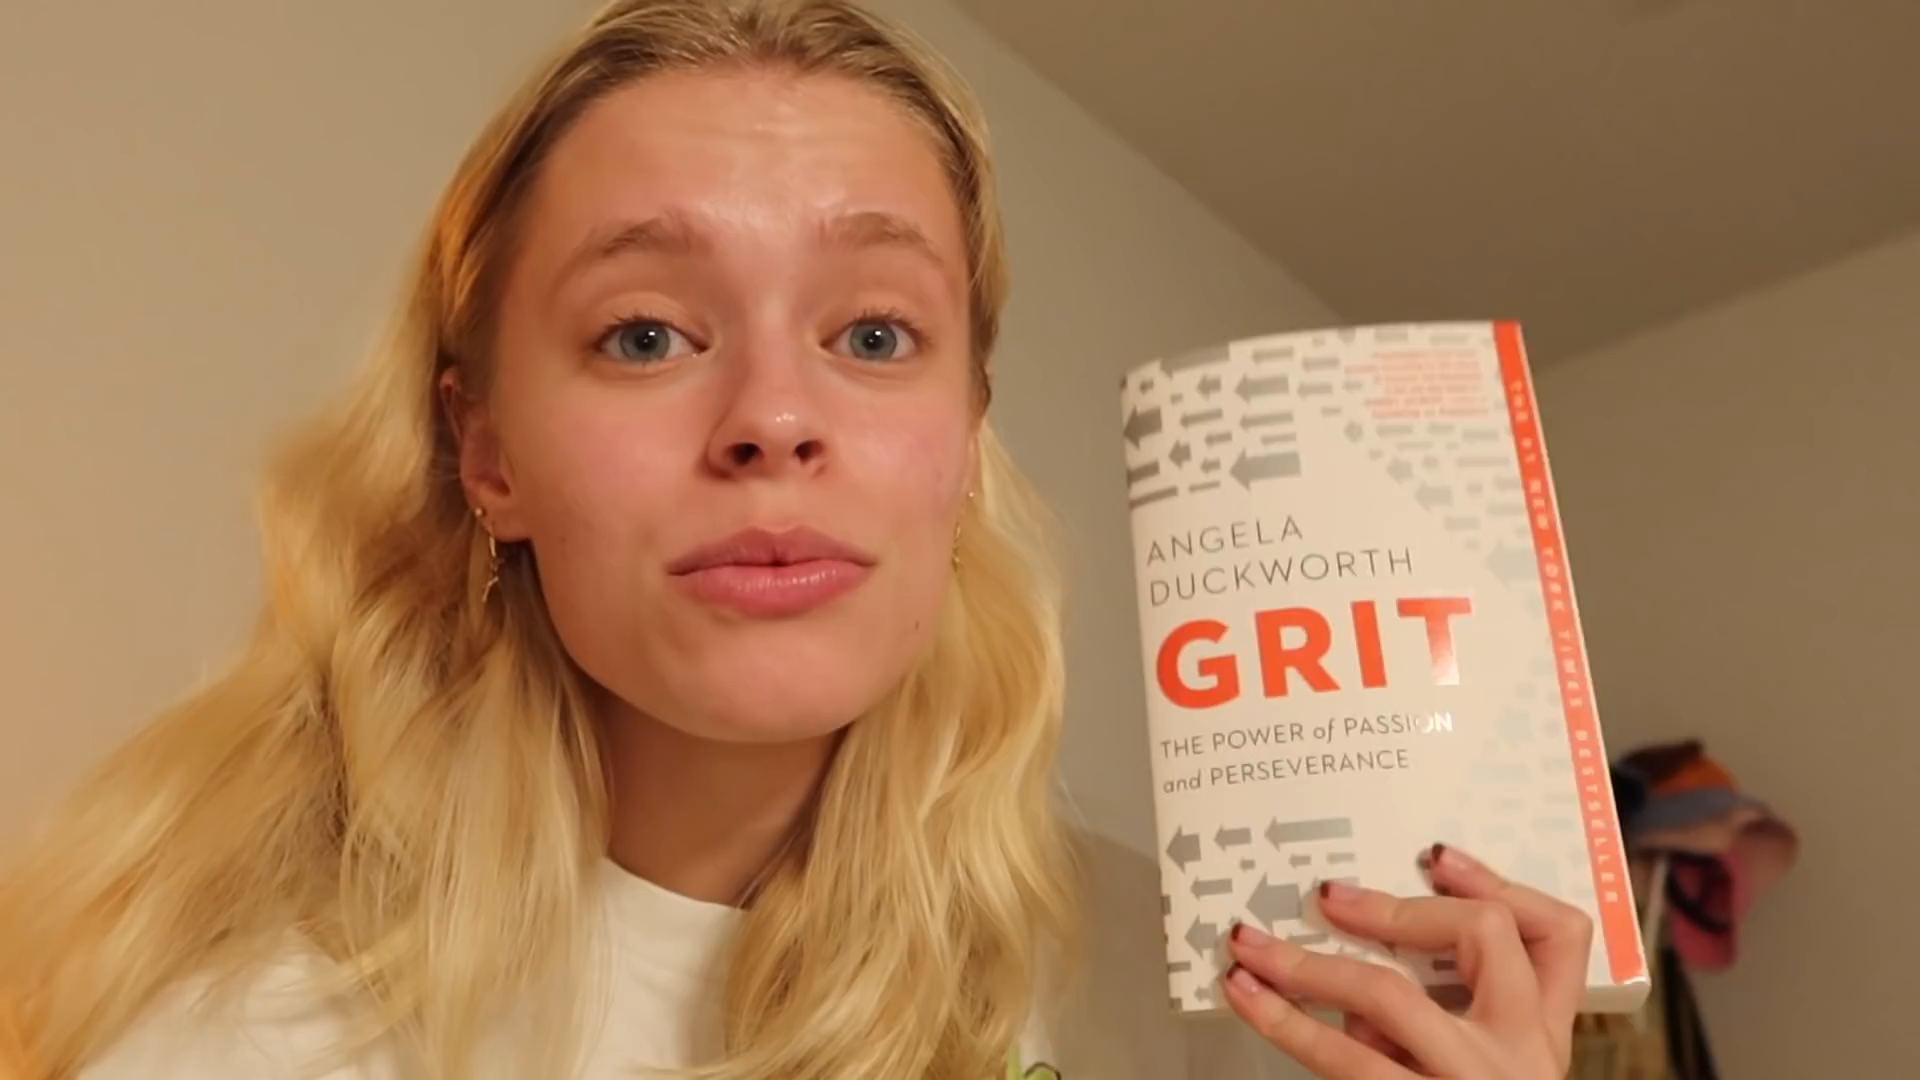 ANGELA
DUCKWORTH
GRIT
THE POWER of PASSION
and PERSEVERANCE
THE #1 NEW YORK TIMES BESTSELLER